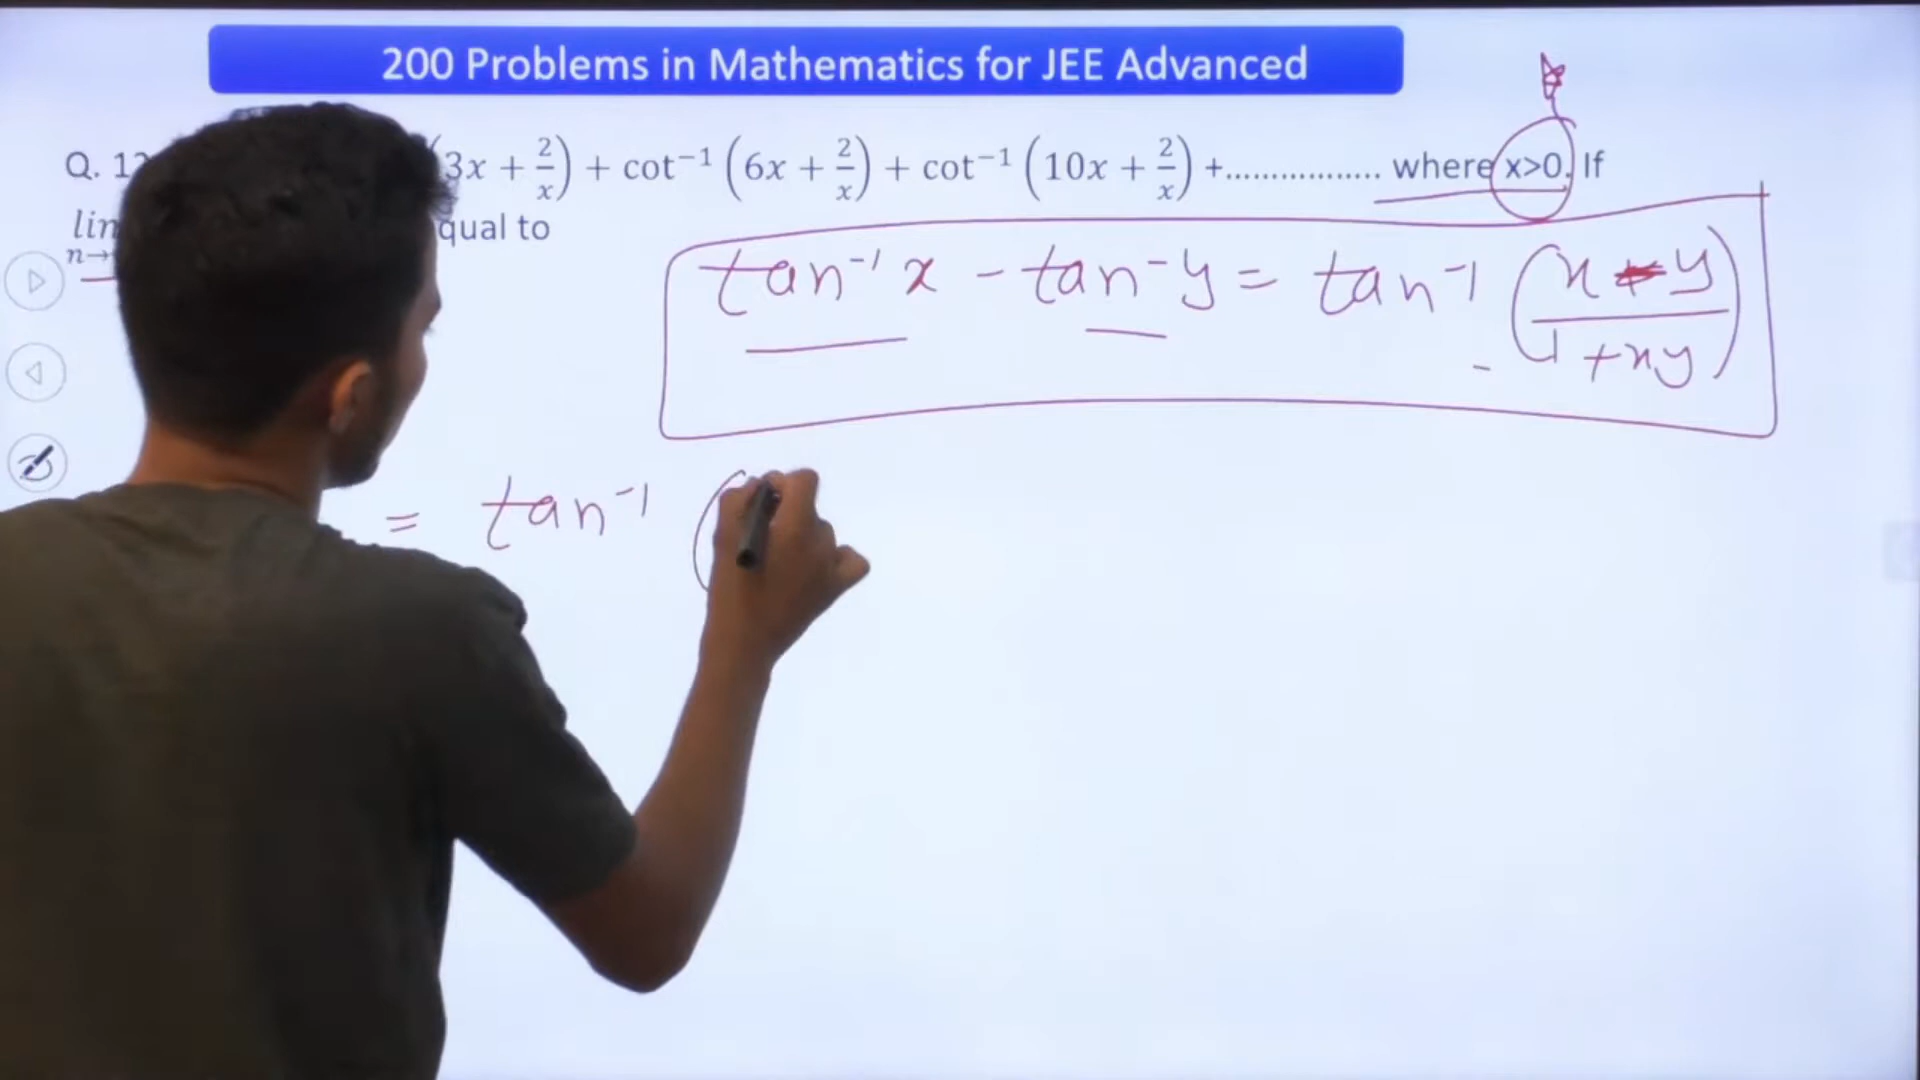 200 Problems in Mathematics for JEE Advanced
Q. 1 (3x + 2/x) + cot⁻¹ (6x + 2/x) + cot⁻¹ (10x + 2/x) +................. where x>0. If
lim n→ qual to
tan⁻¹ x - tan⁻ y = tan⁻¹ (x - y / 1 + xy)
= tan⁻¹ (